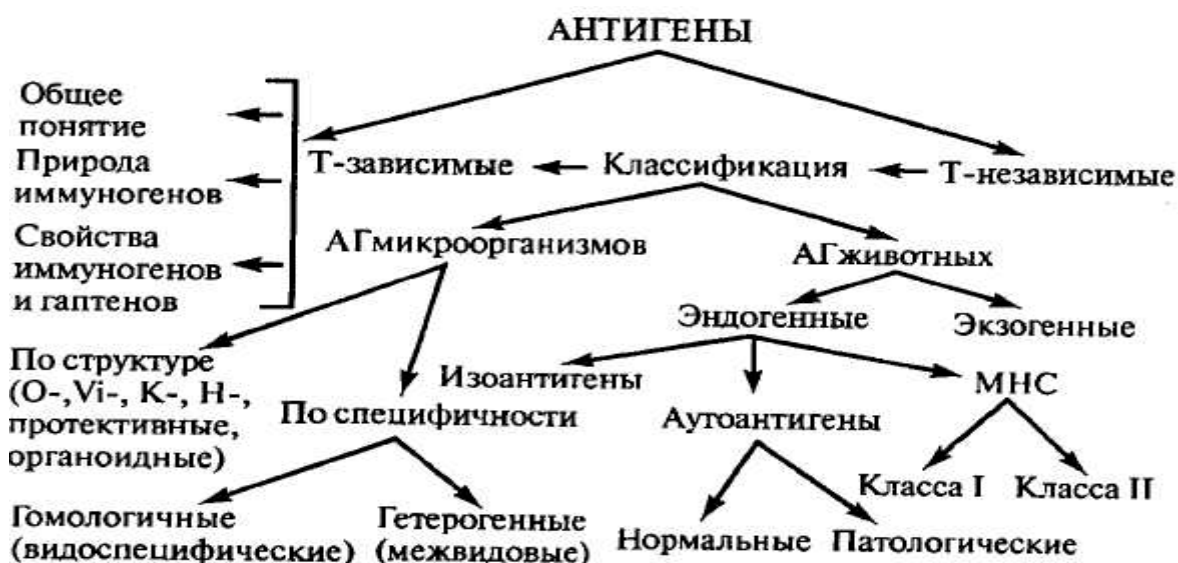 АНТИГЕНЫ
Общее
понятие
Природа
иммуногенов
Свойства
иммуногенов
и гаптенов
Т-зависимые
Классификация
Т-независимые
АГмикроорганизмов
АГживотных
Эндогенные
Экзогенные
По структуре
(О-,Vi-, К-, Н-,
протективные,
органоидные)
По специфичности
Изоантигены
Аутоантигены
МНС
Класса I
Класса II
Гомологичные
(видоспецифические)
Гетерогенные
(межвидовые)
Нормальные
Патологические